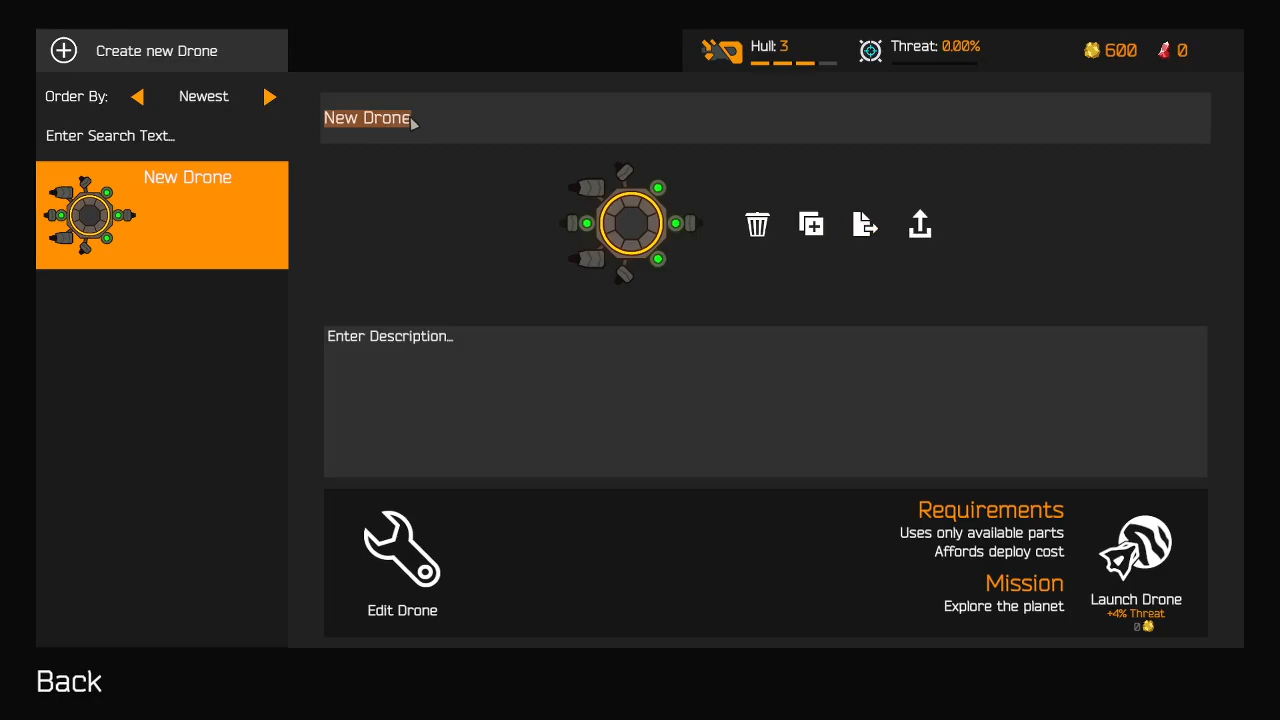 Create new Drone
Hull: 3
Threat: 0.00%
600
0
Order By:
Newest
Enter Search Text...
New Drone
New Drone
Enter Description...
Edit Drone
Requirements
Uses only available parts
Affords deploy cost
Mission
Explore the planet
Launch Drone
+4% Threat
0
Back